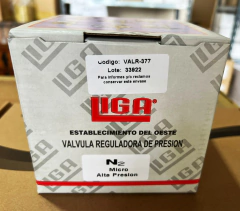 Codigo: VALR-377
Lote: 33922
Para informes y/o reclamos
conservar este envase
LIGA
ESTABLECIMIENTO DEL OESTE
VALVULA REGULADORA DE PRESION
N2
Micro
Alta Presion